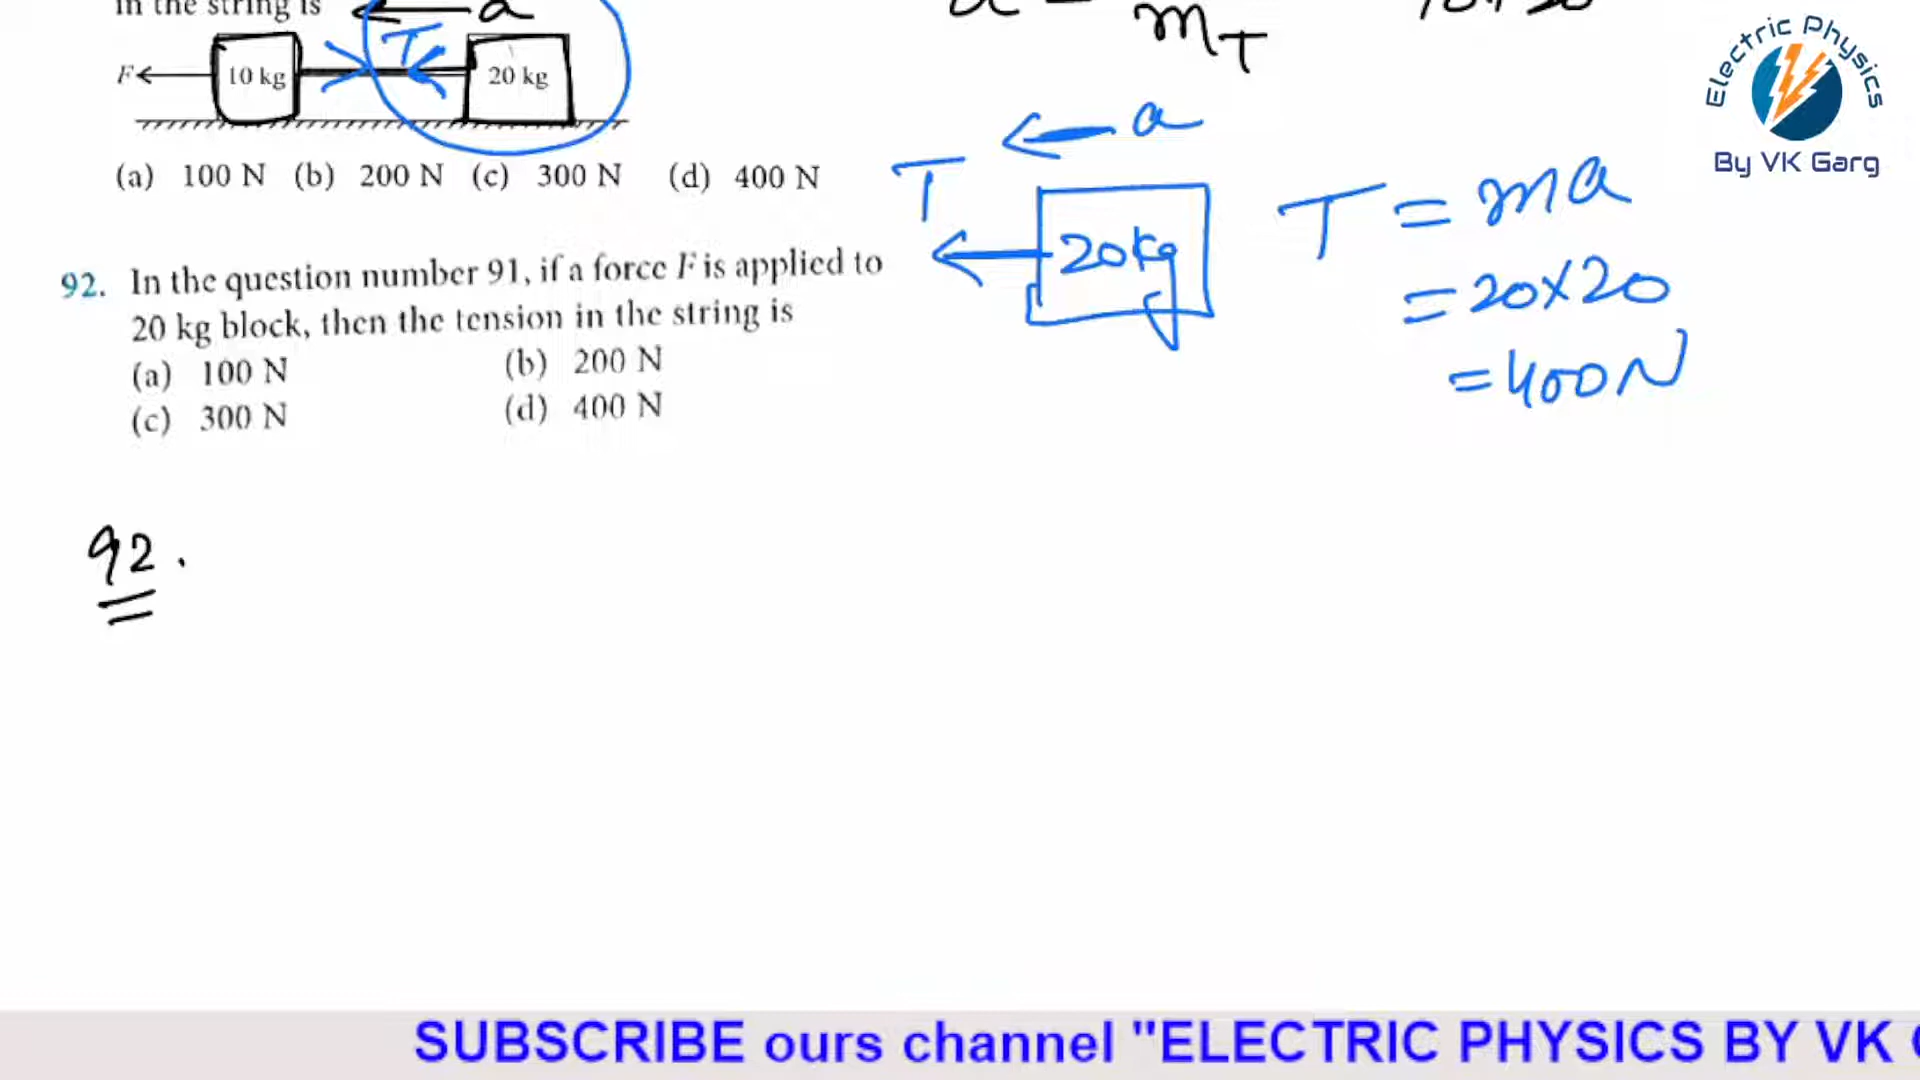 in the string is
a
T
F
10 kg
20 kg
(a) 100 N (b) 200 N (c) 300 N (d) 400 N
92. In the question number 91, if a force F is applied to
20 kg block, then the tension in the string is
(a) 100 N (b) 200 N
(c) 300 N (d) 400 N
92.
m T
a
T
20kg
T = ma
= 20×20
= 400N
Electric Physics
By VK Garg
SUBSCRIBE ours channel "ELECTRIC PHYSICS BY VK